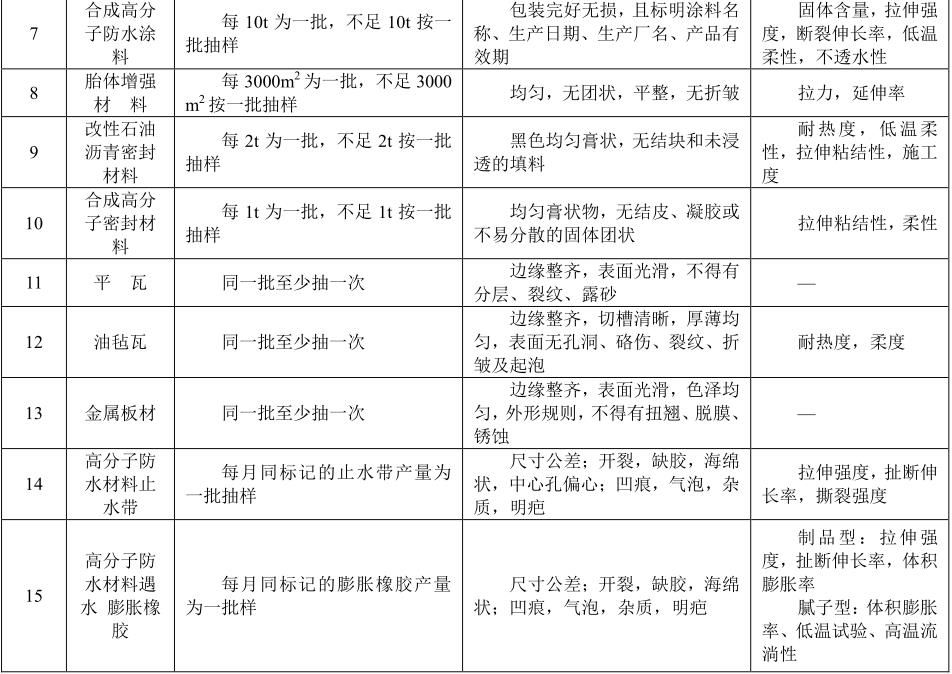 7
合成高分
子防水涂
料
每 10t 为一批，不足 10t 按一
批抽样
包装完好无损，且标明涂料名
称、生产日期、生产厂名、产品有
效期
固体含量，拉伸强
度，断裂伸长率，低温
柔性，不透水性
8
胎体增强
材 料
每 3000m² 为一批，不足 3000
m² 按一批抽样
均匀，无团状，平整，无折皱
拉力，延伸率
9
改性石油
沥青密封
材料
每 2t 为一批，不足 2t 按一批
抽样
黑色均匀膏状，无结块和未浸
透的填料
耐热度，低温柔
性，拉伸粘结性，施工
度
10
合成高分
子密封材
料
每 1t 为一批，不足 1t 按一批
抽样
均匀膏状物，无结皮、凝胶或
不易分散的固体团状
拉伸粘结性，柔性
11
平 瓦
同一批至少抽一次
边缘整齐，表面光滑，不得有
分层、裂纹、露砂
—
12
油毡瓦
同一批至少抽一次
边缘整齐，切槽清晰，厚薄均
匀，表面无孔洞、硌伤、裂纹、折
皱及起泡
耐热度，柔度
13
金属板材
同一批至少抽一次
边缘整齐，表面光滑，色泽均
匀，外形规则，不得有扭翘、脱膜、
锈蚀
—
14
高分子防
水材料止
水带
每月同标记的止水带产量为
一批抽样
尺寸公差；开裂，缺胶，海绵
状，中心孔偏心；凹痕，气泡，杂
质，明疤
拉伸强度，扯断伸
长率，撕裂强度
15
高分子防
水材料遇
水 膨胀橡
胶
每月同标记的膨胀橡胶产量
为一批样
尺寸公差；开裂，缺胶，海绵
状；凹痕，气泡，杂质，明疤
制品型：拉伸强
度，扯断伸长率，体积
膨胀率
腻子型：体积膨胀
率、低温试验、高温流
淌性